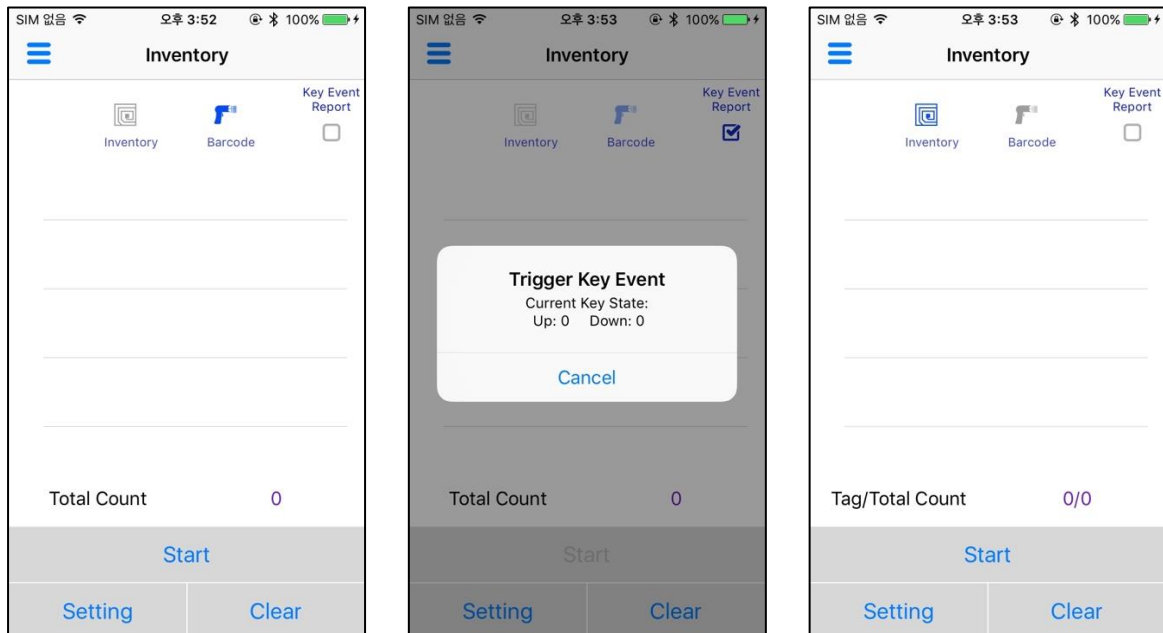 SIM 없음 오후 3:52 100%
Inventory
Key Event
Report
Inventory Barcode
Total Count 0
Start
Setting Clear
SIM 없음 오후 3:53 100%
Inventory
Key Event
Report
Inventory Barcode
Trigger Key Event
Current Key State:
Up: 0 Down: 0
Cancel
Total Count 0
Start
Setting Clear
SIM 없음 오후 3:53 100%
Inventory
Key Event
Report
Inventory Barcode
Tag/Total Count 0/0
Start
Setting Clear